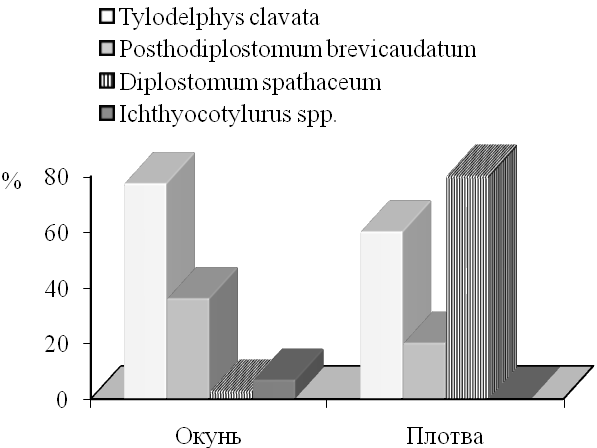 Tylodelphys clavata
Posthodiplostomum brevicaudatum
Diplostomum spathaceum
Ichthyocotylurus spp.
%
80
60
40
20
0
Окунь Плотва